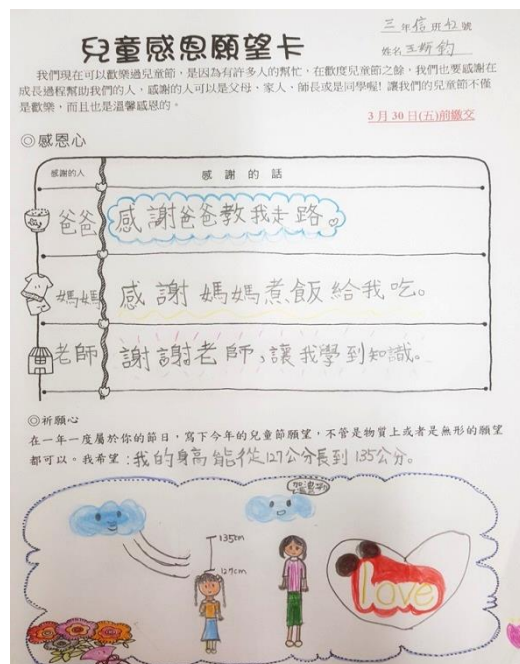 三年信班42號
兒童感恩願望卡
姓名王斯鈞
我們現在可以歡樂過兒童節，是因為有許多人的幫忙，在歡度兒童節之餘，我們也要感謝在
成長過程幫助我們的人，感謝的人可以是父母、家人、師長或是同學喔! 讓我們的兒童節不僅
是歡樂，而且也是溫馨感恩的。
3月30日(五)前繳交
◎感恩心
感謝的人 感謝的話
爸爸 感謝爸爸教我走路。
媽媽 感謝媽媽煮飯給我吃。
老師 謝謝老師，讓我學到知識。
◎祈願心
在一年一度屬於你的節日，寫下今年的兒童節願望，不管是物質上或者是無形的願望
都可以。我希望：我的身高能從127公分長到135公分。
135cm
127cm
love